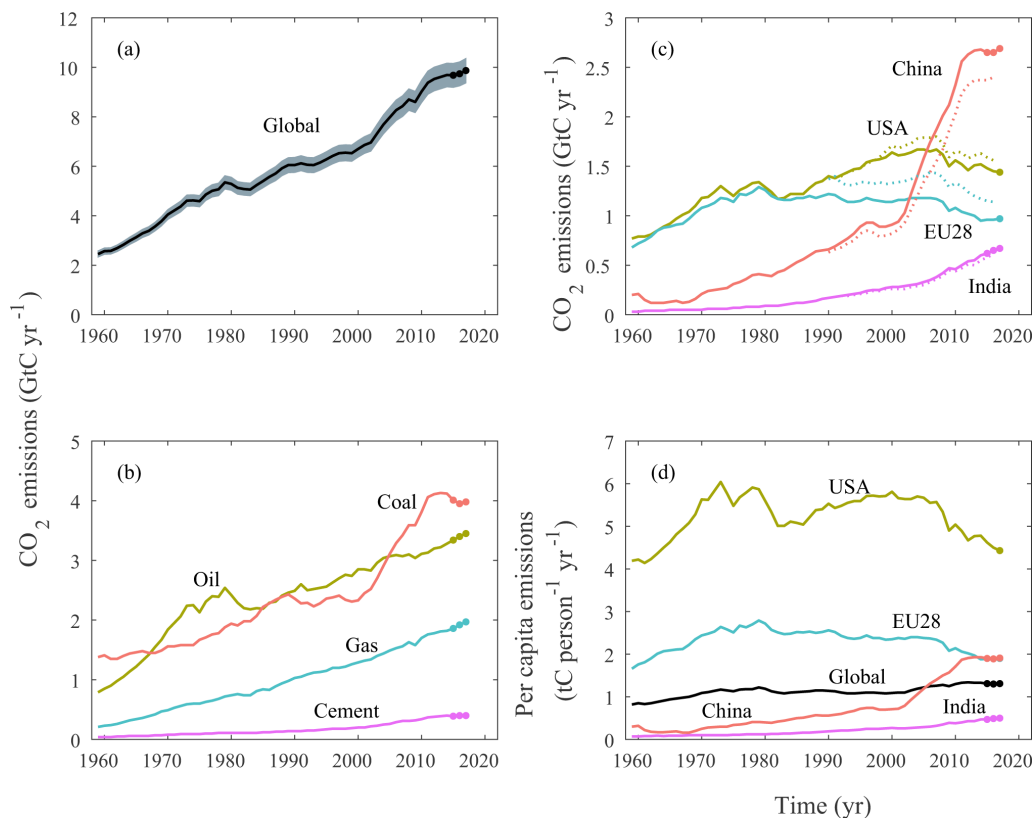 CO2 emissions (GtC yr-1)
(a)
Global
12
10
8
6
4
2
0
1960 1970 1980 1990 2000 2010 2020
CO2 emissions (GtC yr-1)
(c)
China
USA
EU28
India
3
2.5
2
1.5
1
0.5
0
1960 1970 1980 1990 2000 2010 2020
(b)
Coal
Oil
Gas
Cement
5
4
3
2
1
0
1960 1970 1980 1990 2000 2010 2020
Per capita emissions
(tC person-1 yr-1)
(d)
USA
EU28
Global
China
India
7
6
5
4
3
2
1
0
1960 1970 1980 1990 2000 2010 2020
Time (yr)